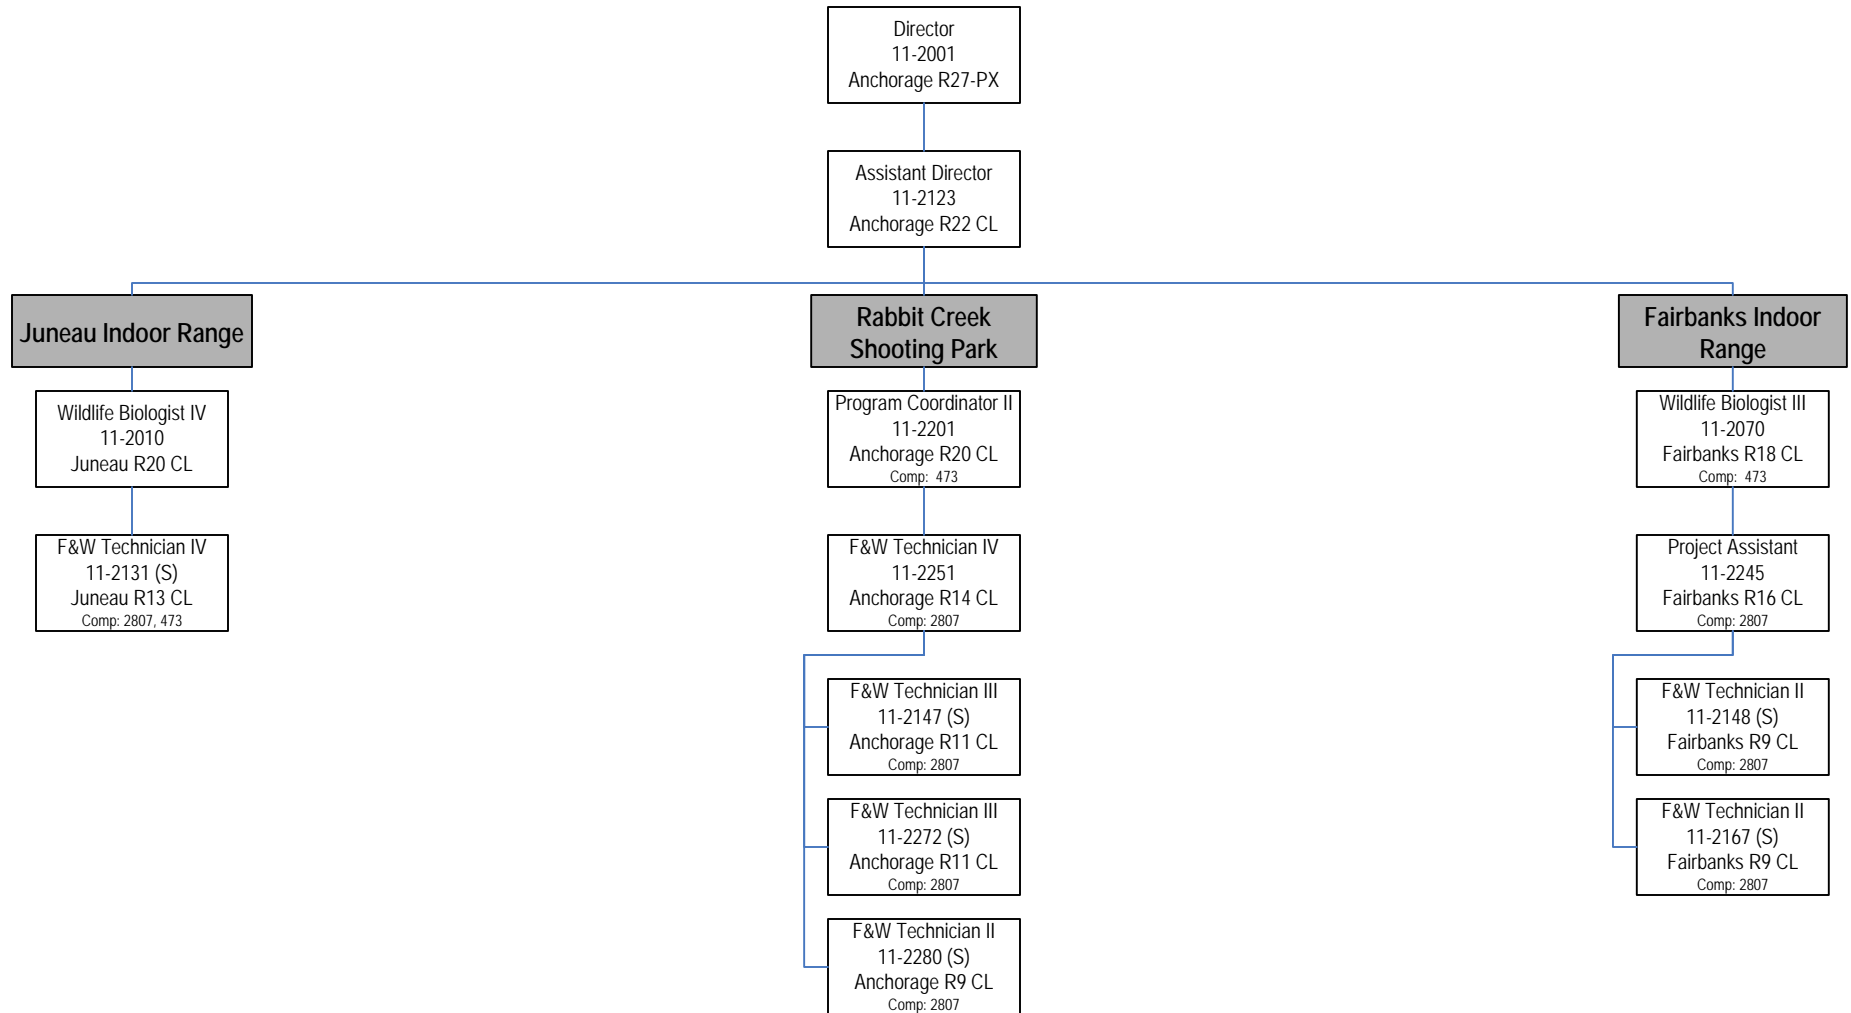 Director
11-2001
Anchorage R27-PX
Assistant Director
11-2123
Anchorage R22 CL
Juneau Indoor Range
Wildlife Biologist IV
11-2010
Juneau R20 CL
F&W Technician IV
11-2131 (S)
Juneau R13 CL
Comp: 2807, 473
Rabbit Creek
Shooting Park
Program Coordinator II
11-2201
Anchorage R20 CL
Comp: 473
F&W Technician IV
11-2251
Anchorage R14 CL
Comp: 2807
F&W Technician III
11-2147 (S)
Anchorage R11 CL
Comp: 2807
F&W Technician III
11-2272 (S)
Anchorage R11 CL
Comp: 2807
F&W Technician II
11-2280 (S)
Anchorage R9 CL
Comp: 2807
Fairbanks Indoor
Range
Wildlife Biologist III
11-2070
Fairbanks R18 CL
Comp: 473
Project Assistant
11-2245
Fairbanks R16 CL
Comp: 2807
F&W Technician II
11-2148 (S)
Fairbanks R9 CL
Comp: 2807
F&W Technician II
11-2167 (S)
Fairbanks R9 CL
Comp: 2807